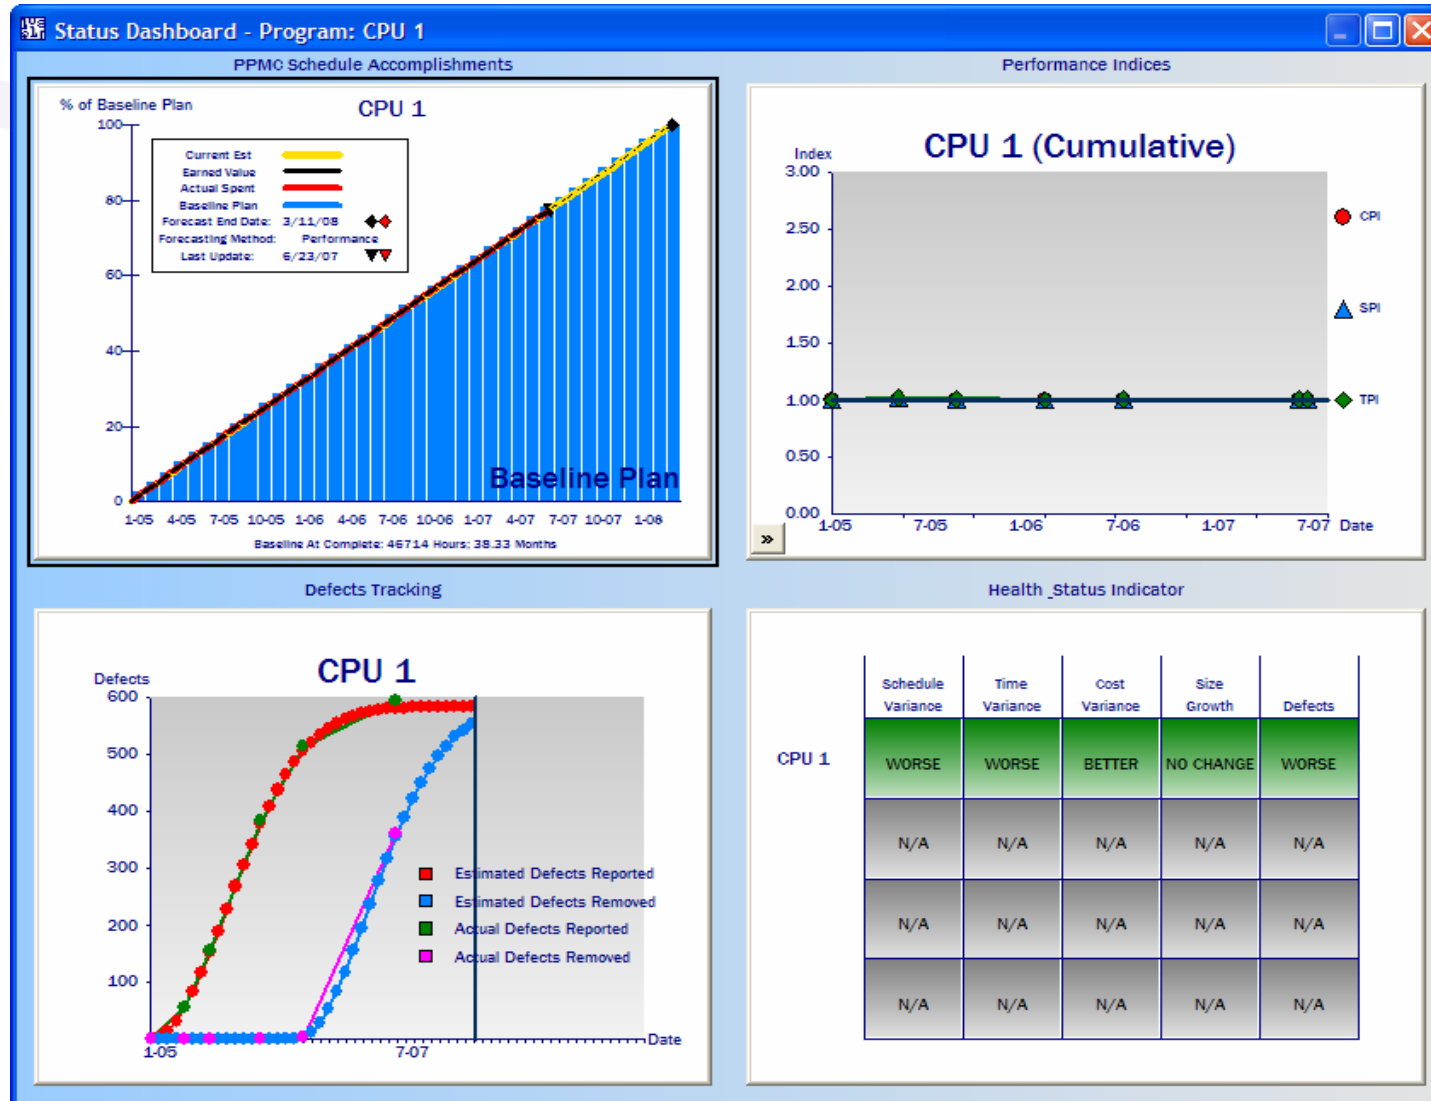 Status Dashboard - Program: CPU 1
PPMC Schedule Accomplishments
% of Baseline Plan
CPU 1
100
80
60
40
20
0
Current Est
Earned Value
Actual Spent
Baseline Plan
Forecast End Date: 3/11/08
Forecasting Method: Performance
Last Update: 6/23/07
Baseline Plan
1-05 4-05 7-05 10-05 1-06 4-06 7-06 10-06 1-07 4-07 7-07 10-07 1-08
Baseline At Complete: 46714 Hours; 38.33 Months
Performance Indices
CPU 1 (Cumulative)
Index
3.00
2.50
2.00
1.50
1.00
0.50
0.00
CPI
SPI
TPI
1-05 7-05 1-06 7-06 1-07 7-07 Date
»
Defects Tracking
CPU 1
Defects
600
500
400
300
200
100
Estimated Defects Reported
Estimated Defects Removed
Actual Defects Reported
Actual Defects Removed
Date
1-05 7-07
Health _Status Indicator
Schedule Variance Time Variance Cost Variance Size Growth Defects
CPU 1 WORSE WORSE BETTER NO CHANGE WORSE
N/A N/A N/A N/A N/A
N/A N/A N/A N/A N/A
N/A N/A N/A N/A N/A